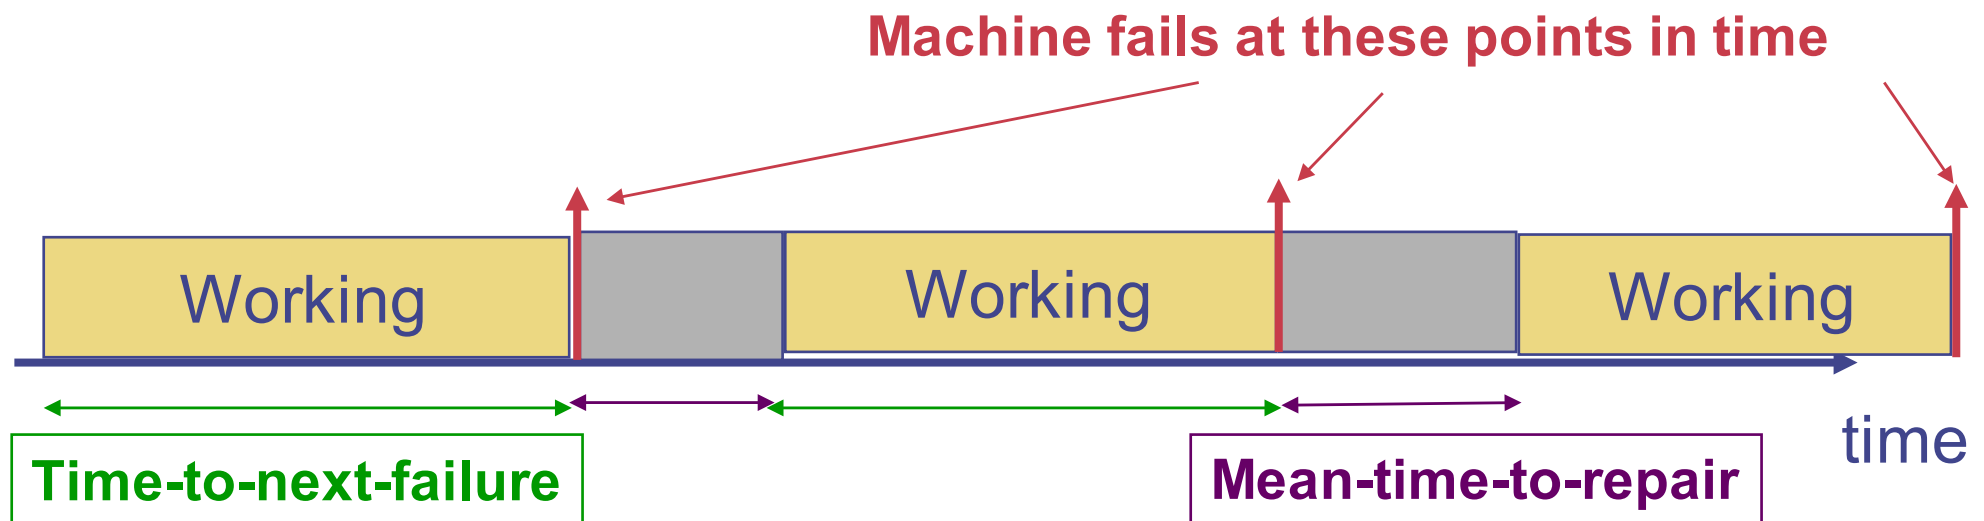 Machine fails at these points in time
Working
Working
Working
time
Time-to-next-failure
Mean-time-to-repair